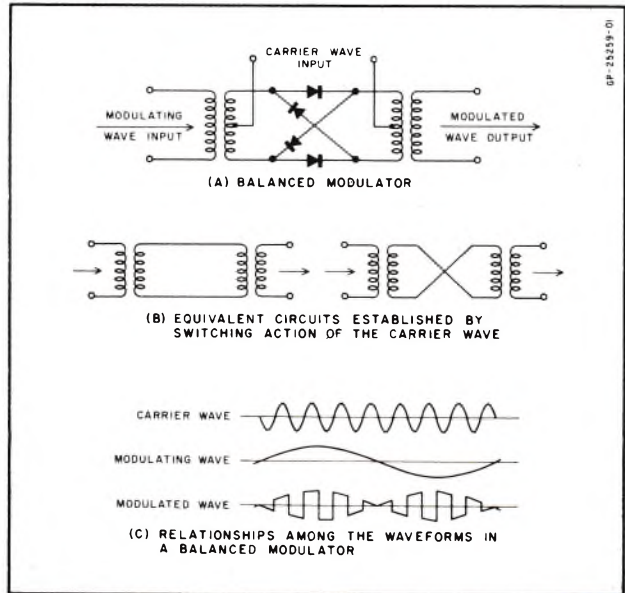 GP-25259-01
CARRIER WAVE
INPUT
MODULATING
WAVE INPUT
MODULATED
WAVE OUTPUT
(A) BALANCED MODULATOR
(B) EQUIVALENT CIRCUITS ESTABLISHED BY
SWITCHING ACTION OF THE CARRIER WAVE
CARRIER WAVE
MODULATING WAVE
MODULATED WAVE
(C) RELATIONSHIPS AMONG THE WAVEFORMS IN
A BALANCED MODULATOR